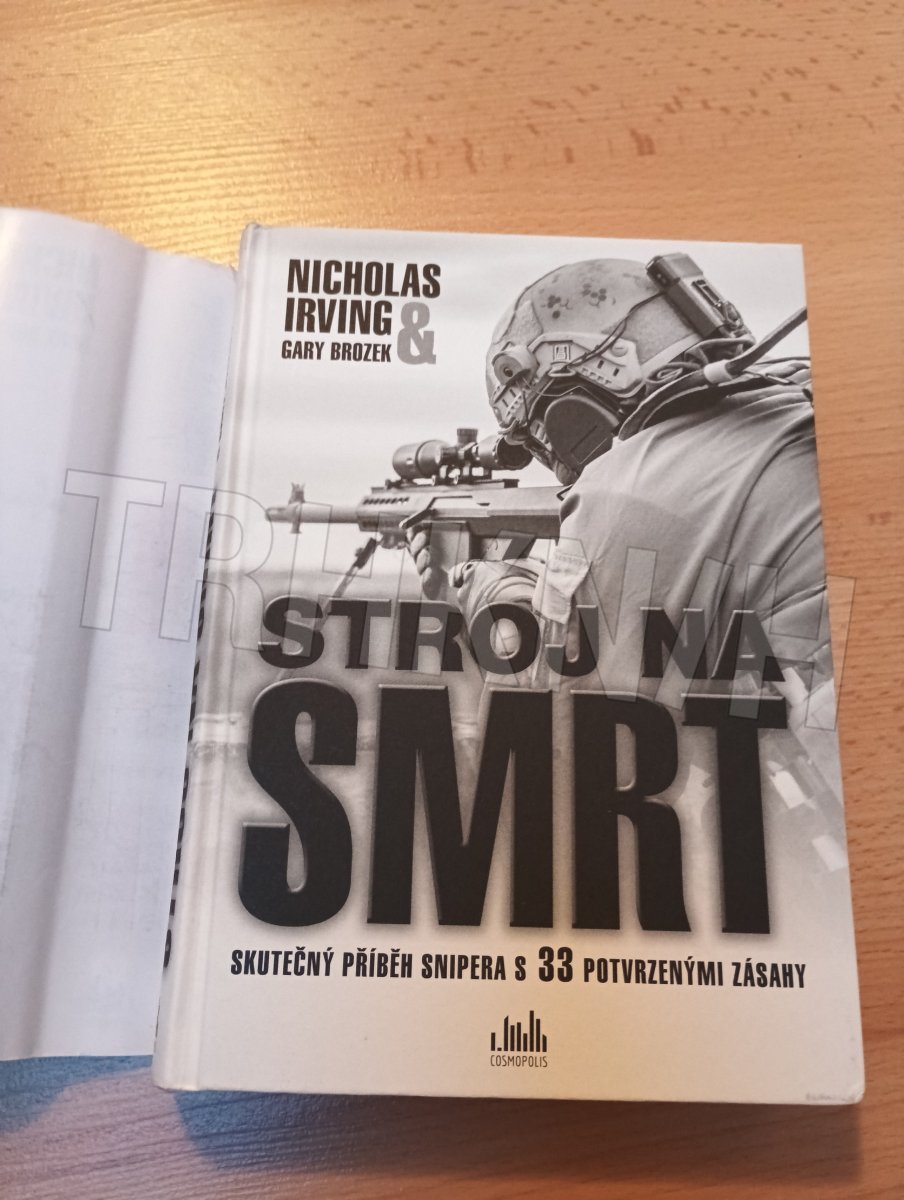 NICHOLAS
IRVING &
GARY BROZEK
STROJ NA
SMRT
SKUTEČNÝ PŘÍBĚH SNIPERA S 33 POTVRZENÝMI ZÁSAHY
COSMOPOLIS